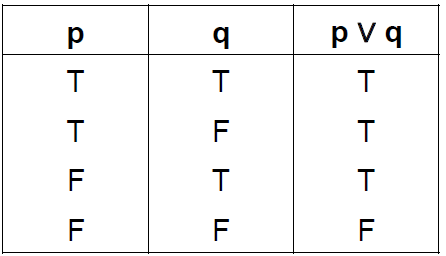 p q p ∨ q
T T T
T F T
F T T
F F F